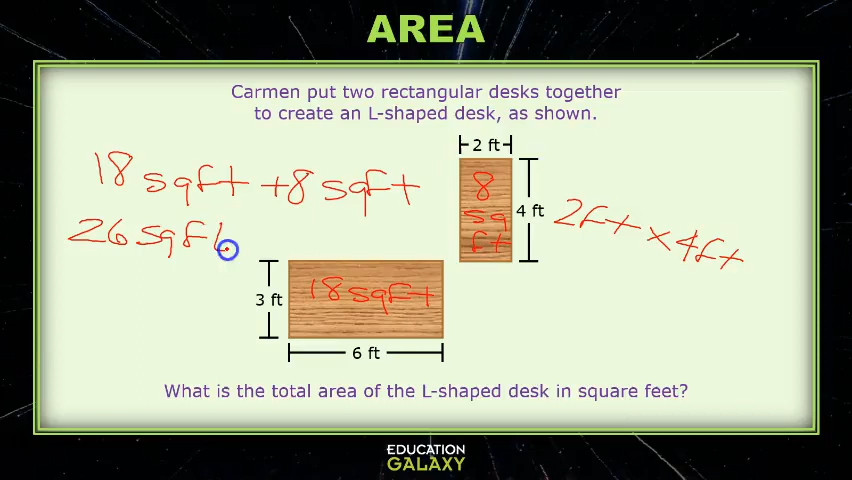 AREA
Carmen put two rectangular desks together
to create an L-shaped desk, as shown.
2 ft
18 sqft + 8 sqft
8
sq
ft
4 ft
2ft × 4ft
26 sqft
3 ft
18 sqft
6 ft
What is the total area of the L-shaped desk in square feet?
EDUCATION
GALAXY